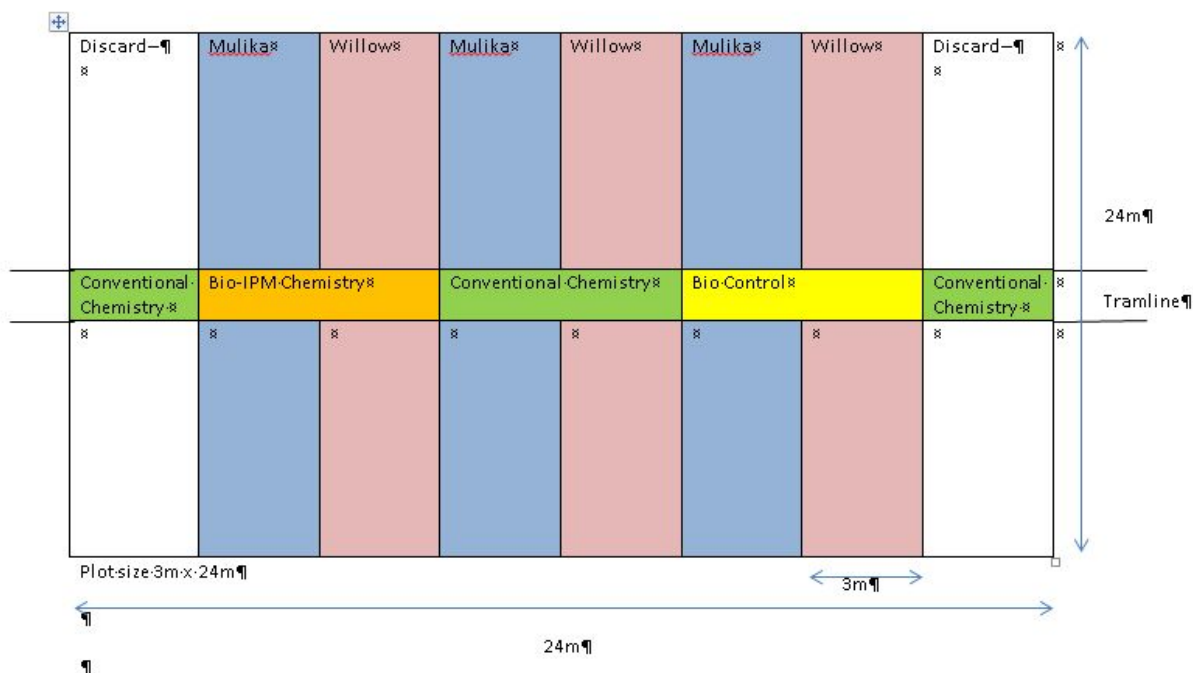 Discard–¶ Mulika¤ Willow¤ Mulika¤ Willow¤ Mulika¤ Willow¤ Discard–¶ ¤
¤ ¤
24m¶
Conventional· Bio-IPM·Chemistry¤ Conventional·Chemistry¤ Bio·Control¤ Conventional· ¤
Chemistry·¤ Chemistry·¤
Tramline¶
¤ ¤ ¤ ¤ ¤ ¤ ¤ ¤ ¤
Plot·size·3m·x·24m¶
3m¶
¶
24m¶
¶